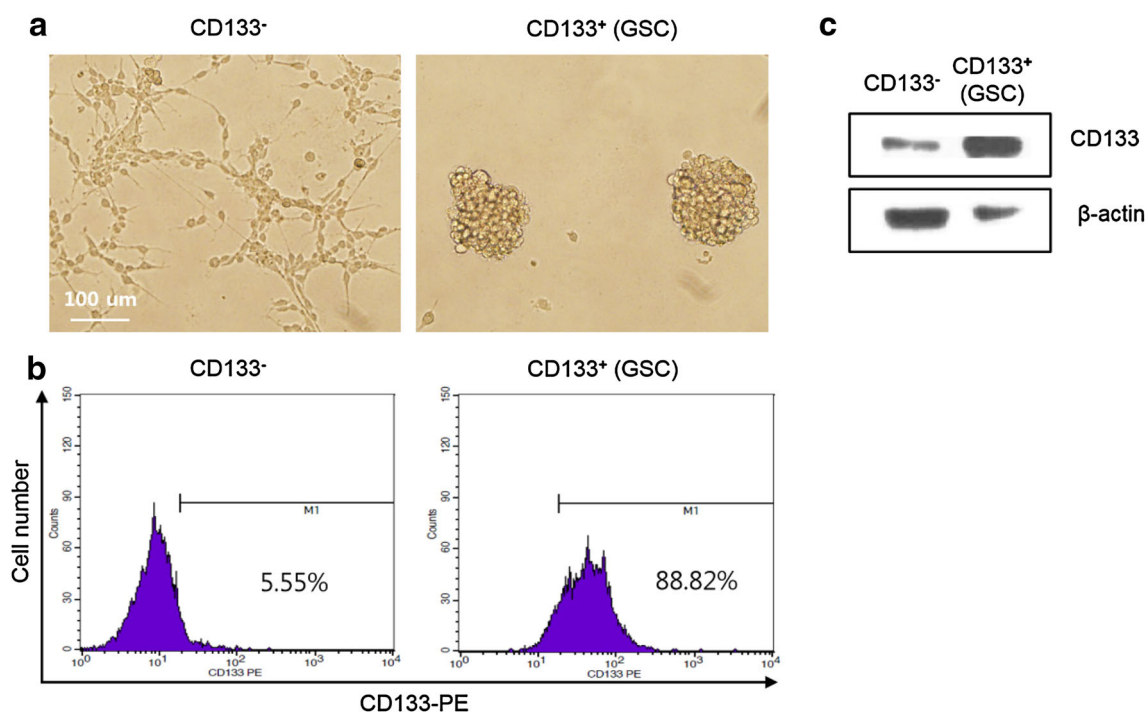 a
CD133-
CD133+ (GSC)
100 um
b
CD133-
CD133+ (GSC)
Cell number
150
120
90
60
30
0
Counts
M1
5.55%
10⁰
10¹
10²
10³
10⁴
CD133 PE
150
120
90
60
30
0
Counts
M1
88.82%
10⁰
10¹
10²
10³
10⁴
CD133 PE
CD133-PE
c
CD133-
CD133+
(GSC)
CD133
β-actin